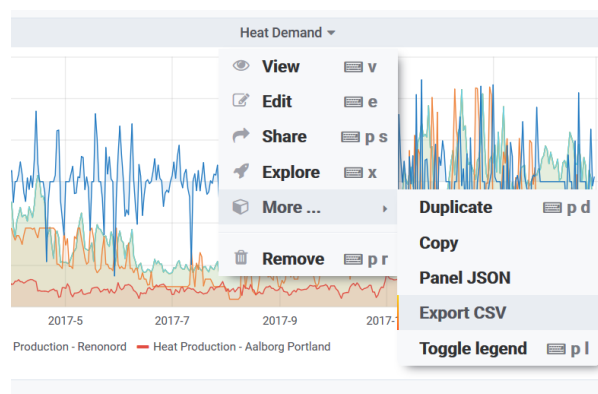 Heat Demand
View v
Edit e
Share p s
Explore x
More ...
Remove p r
Duplicate p d
Copy
Panel JSON
Export CSV
Toggle legend p l
2017-5 2017-7 2017-9
Production - Renonord Heat Production - Aalborg Portland